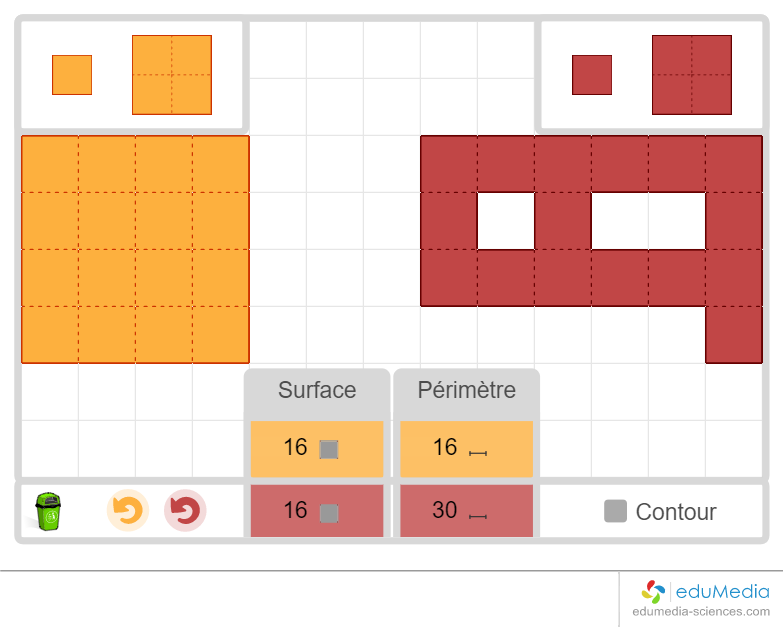 Surface Périmètre
16 16
16 30
Contour
eduMedia
edumedia-sciences.com